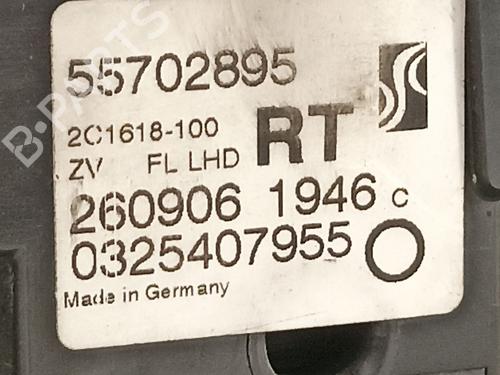 55702895
2C1618-100
RT
ZV FL LHD
260906 1946 C
0325407955
Made in Germany
B-PARTS